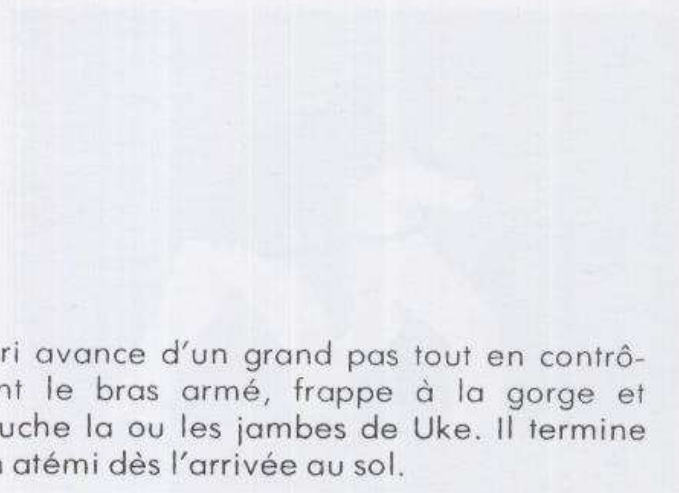 ri avance d'un grand pas tout en contrô-
nt le bras armé, frappe à la gorge et
uche la ou les jambes de Uke. Il termine
atémi dès l'arrivée au sol.